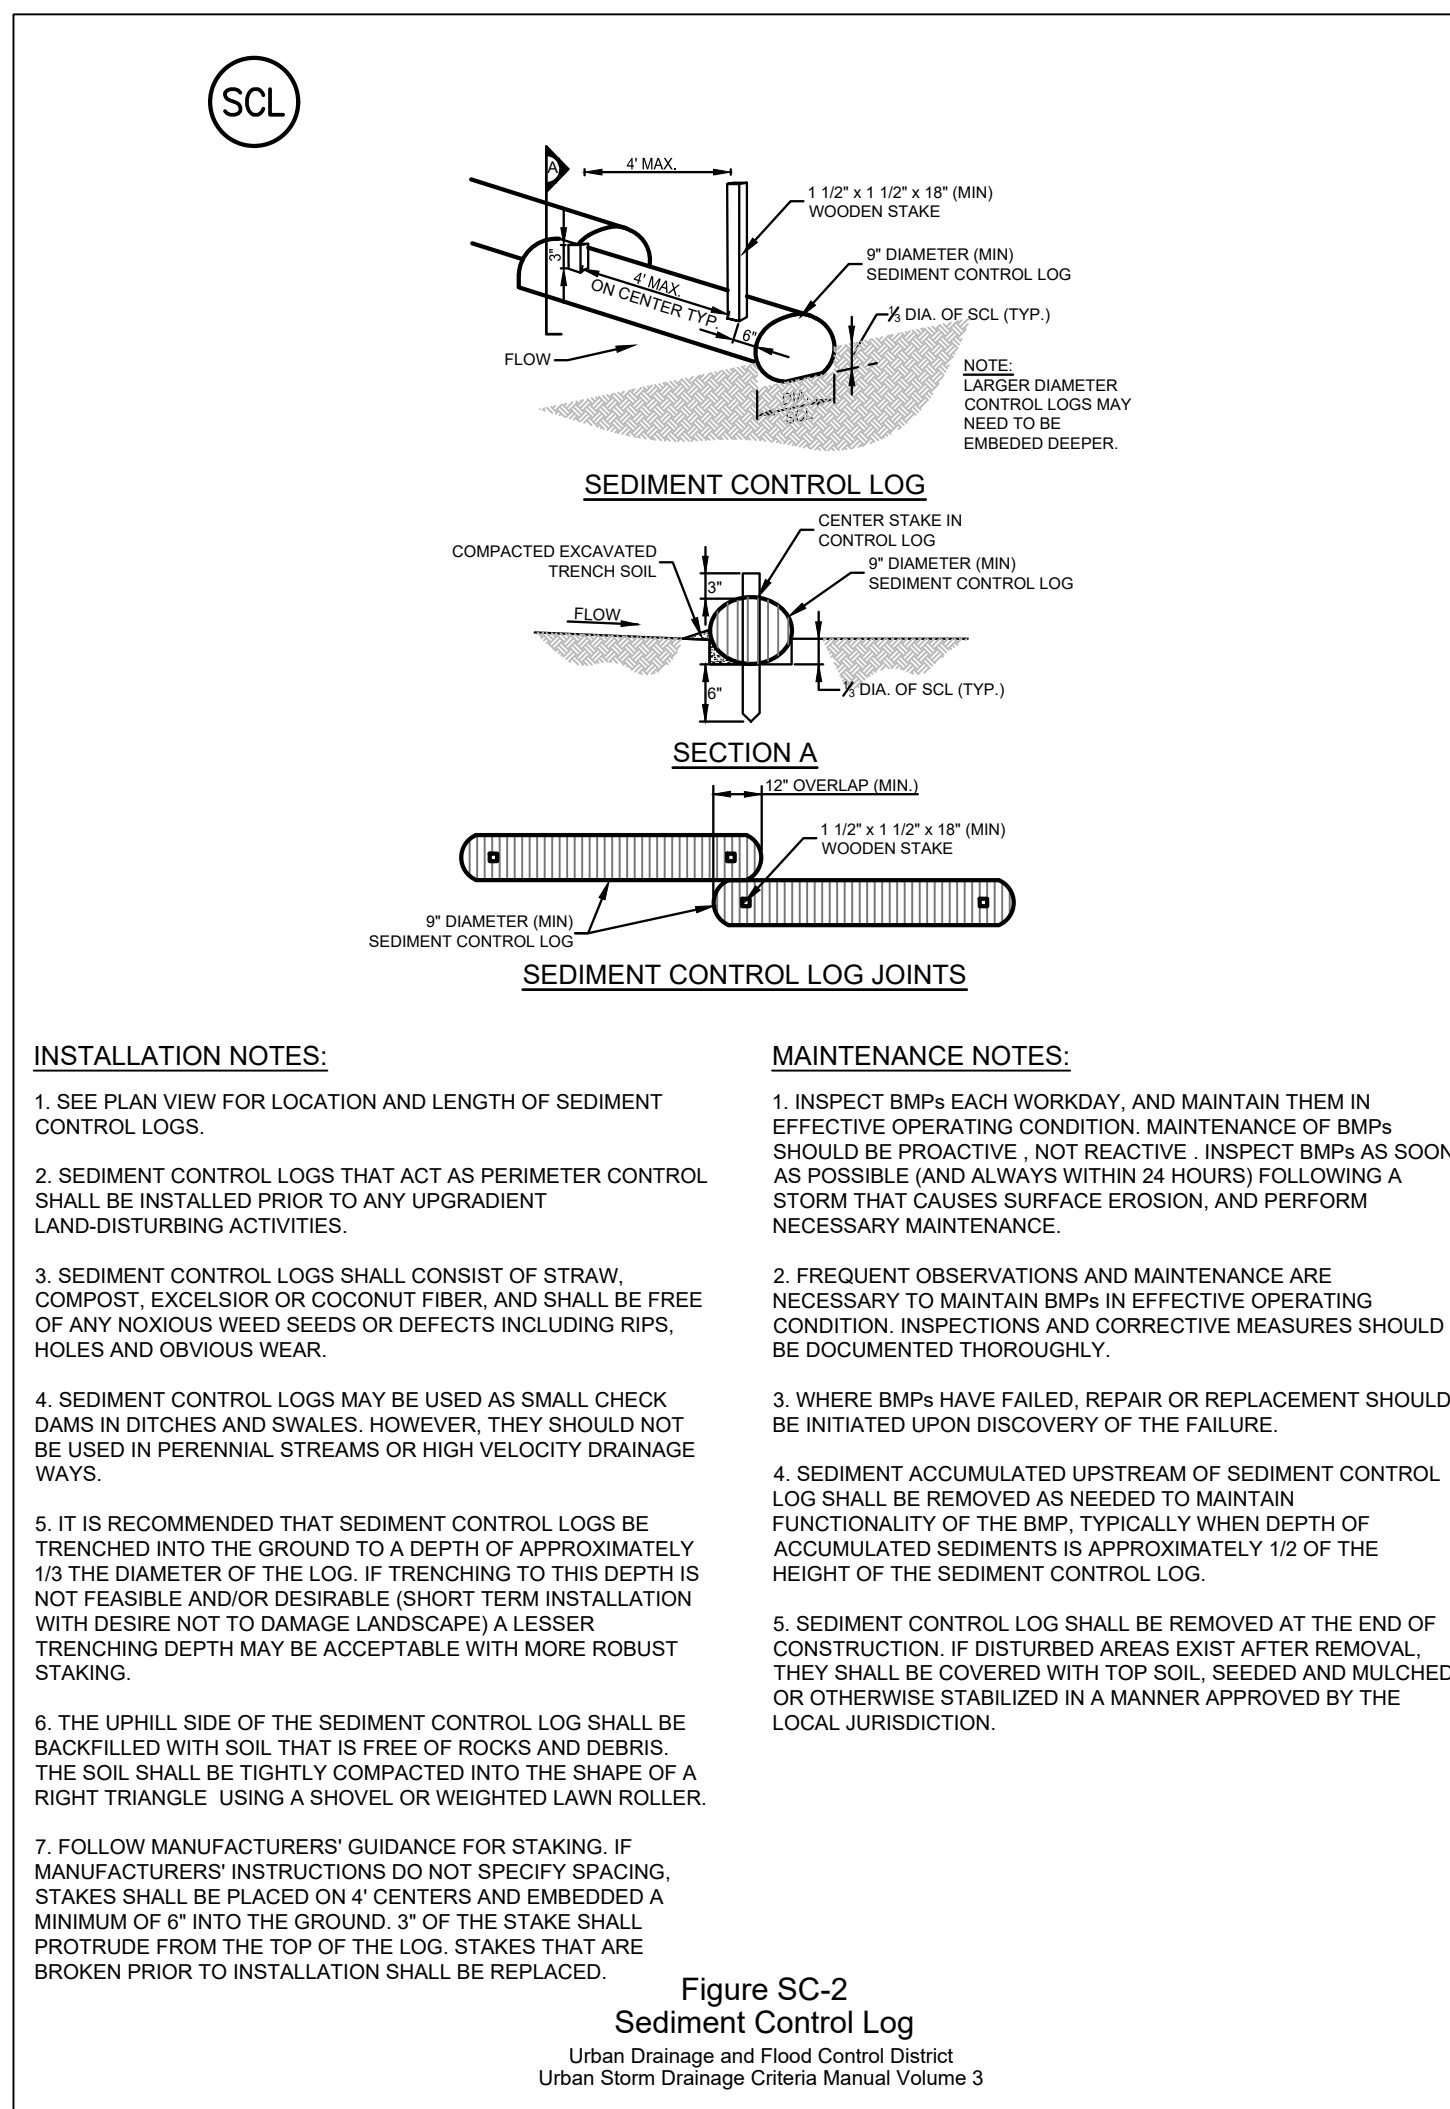 SCL
A
4' MAX.
1 1/2" x 1 1/2" x 18" (MIN)
WOODEN STAKE
9" DIAMETER (MIN)
SEDIMENT CONTROL LOG
3"
4' MAX.
ON CENTER TYP.
6"
1/3 DIA. OF SCL (TYP.)
FLOW
DIA.
SCL
NOTE:
LARGER DIAMETER
CONTROL LOGS MAY
NEED TO BE
EMBEDED DEEPER.
SEDIMENT CONTROL LOG
CENTER STAKE IN
CONTROL LOG
COMPACTED EXCAVATED
TRENCH SOIL
9" DIAMETER (MIN)
SEDIMENT CONTROL LOG
3"
FLOW
6"
1/3 DIA. OF SCL (TYP.)
SECTION A
12" OVERLAP (MIN.)
1 1/2" x 1 1/2" x 18" (MIN)
WOODEN STAKE
9" DIAMETER (MIN)
SEDIMENT CONTROL LOG
SEDIMENT CONTROL LOG JOINTS
INSTALLATION NOTES:
1. SEE PLAN VIEW FOR LOCATION AND LENGTH OF SEDIMENT
CONTROL LOGS.
2. SEDIMENT CONTROL LOGS THAT ACT AS PERIMETER CONTROL
SHALL BE INSTALLED PRIOR TO ANY UPGRADIENT
LAND-DISTURBING ACTIVITIES.
3. SEDIMENT CONTROL LOGS SHALL CONSIST OF STRAW,
COMPOST, EXCELSIOR OR COCONUT FIBER, AND SHALL BE FREE
OF ANY NOXIOUS WEED SEEDS OR DEFECTS INCLUDING RIPS,
HOLES AND OBVIOUS WEAR.
4. SEDIMENT CONTROL LOGS MAY BE USED AS SMALL CHECK
DAMS IN DITCHES AND SWALES. HOWEVER, THEY SHOULD NOT
BE USED IN PERENNIAL STREAMS OR HIGH VELOCITY DRAINAGE
WAYS.
5. IT IS RECOMMENDED THAT SEDIMENT CONTROL LOGS BE
TRENCHED INTO THE GROUND TO A DEPTH OF APPROXIMATELY
1/3 THE DIAMETER OF THE LOG. IF TRENCHING TO THIS DEPTH IS
NOT FEASIBLE AND/OR DESIRABLE (SHORT TERM INSTALLATION
WITH DESIRE NOT TO DAMAGE LANDSCAPE) A LESSER
TRENCHING DEPTH MAY BE ACCEPTABLE WITH MORE ROBUST
STAKING.
6. THE UPHILL SIDE OF THE SEDIMENT CONTROL LOG SHALL BE
BACKFILLED WITH SOIL THAT IS FREE OF ROCKS AND DEBRIS.
THE SOIL SHALL BE TIGHTLY COMPACTED INTO THE SHAPE OF A
RIGHT TRIANGLE USING A SHOVEL OR WEIGHTED LAWN ROLLER.
7. FOLLOW MANUFACTURERS' GUIDANCE FOR STAKING. IF
MANUFACTURERS' INSTRUCTIONS DO NOT SPECIFY SPACING,
STAKES SHALL BE PLACED ON 4' CENTERS AND EMBEDDED A
MINIMUM OF 6" INTO THE GROUND. 3" OF THE STAKE SHALL
PROTRUDE FROM THE TOP OF THE LOG. STAKES THAT ARE
BROKEN PRIOR TO INSTALLATION SHALL BE REPLACED.
MAINTENANCE NOTES:
1. INSPECT BMPs EACH WORKDAY, AND MAINTAIN THEM IN
EFFECTIVE OPERATING CONDITION. MAINTENANCE OF BMPs
SHOULD BE PROACTIVE , NOT REACTIVE . INSPECT BMPs AS SOON
AS POSSIBLE (AND ALWAYS WITHIN 24 HOURS) FOLLOWING A
STORM THAT CAUSES SURFACE EROSION, AND PERFORM
NECESSARY MAINTENANCE.
2. FREQUENT OBSERVATIONS AND MAINTENANCE ARE
NECESSARY TO MAINTAIN BMPs IN EFFECTIVE OPERATING
CONDITION. INSPECTIONS AND CORRECTIVE MEASURES SHOULD
BE DOCUMENTED THOROUGHLY.
3. WHERE BMPs HAVE FAILED, REPAIR OR REPLACEMENT SHOULD
BE INITIATED UPON DISCOVERY OF THE FAILURE.
4. SEDIMENT ACCUMULATED UPSTREAM OF SEDIMENT CONTROL
LOG SHALL BE REMOVED AS NEEDED TO MAINTAIN
FUNCTIONALITY OF THE BMP, TYPICALLY WHEN DEPTH OF
ACCUMULATED SEDIMENTS IS APPROXIMATELY 1/2 OF THE
HEIGHT OF THE SEDIMENT CONTROL LOG.
5. SEDIMENT CONTROL LOG SHALL BE REMOVED AT THE END OF
CONSTRUCTION. IF DISTURBED AREAS EXIST AFTER REMOVAL,
THEY SHALL BE COVERED WITH TOP SOIL, SEEDED AND MULCHED
OR OTHERWISE STABILIZED IN A MANNER APPROVED BY THE
LOCAL JURISDICTION.
Figure SC-2
Sediment Control Log
Urban Drainage and Flood Control District
Urban Storm Drainage Criteria Manual Volume 3